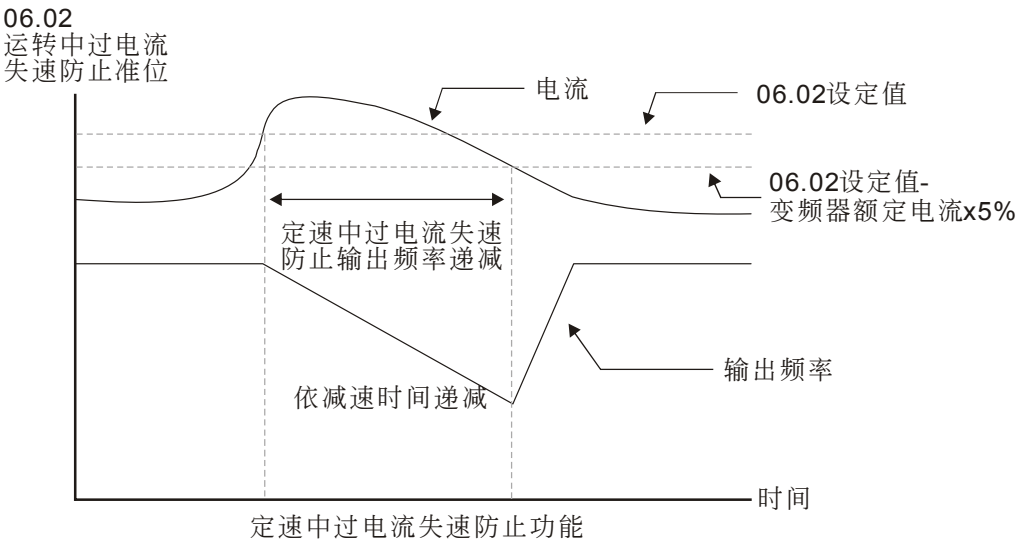 06.02
运转中过电流
失速防止准位
电流
06.02设定值
06.02设定值-
变频器额定电流x5%
定速中过电流失速
防止输出频率递减
输出频率
依减速时间递减
时间
定速中过电流失速防止功能